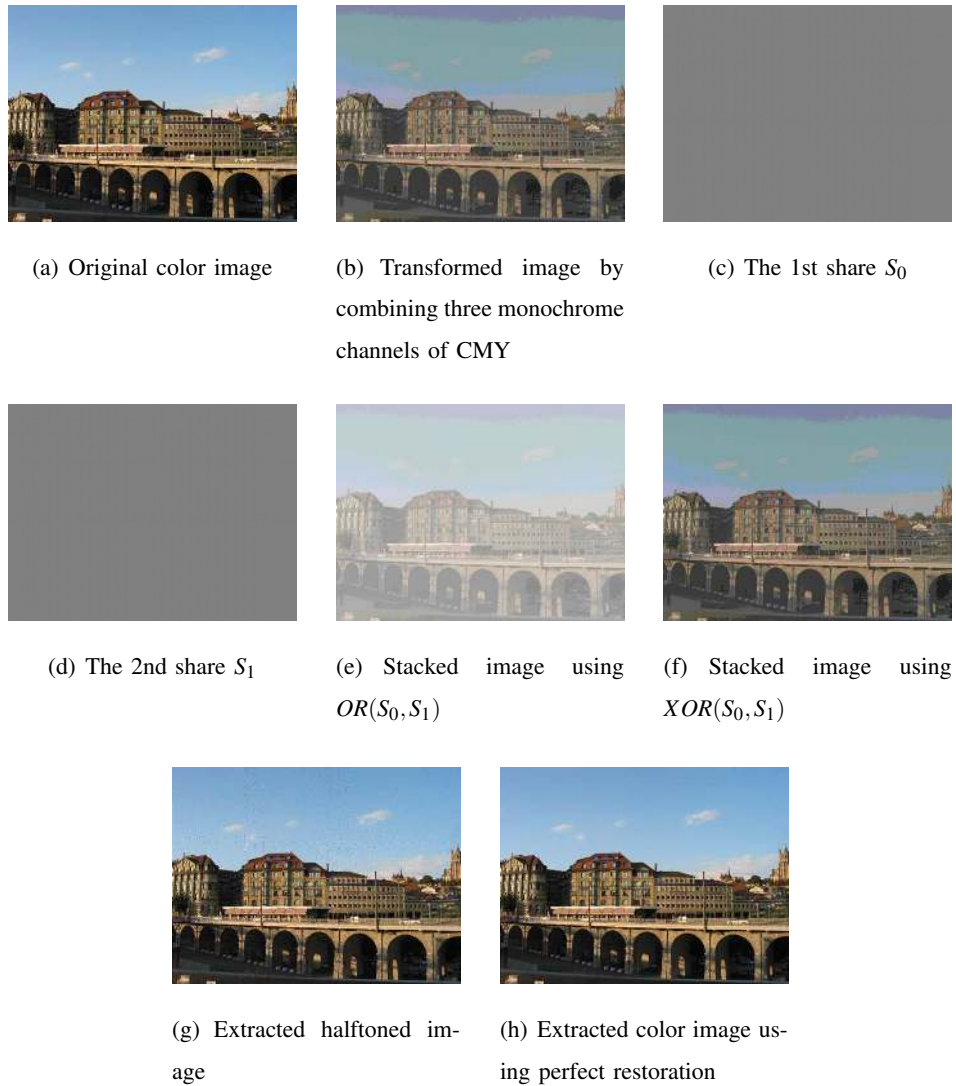 (a) Original color image
(b) Transformed image by
combining three monochrome
channels of CMY
(c) The 1st share S0
(d) The 2nd share S1
(e) Stacked image using
OR(S0,S1)
(f) Stacked image using
XOR(S0,S1)
(g) Extracted halftoned im-
age
(h) Extracted color image us-
ing perfect restoration